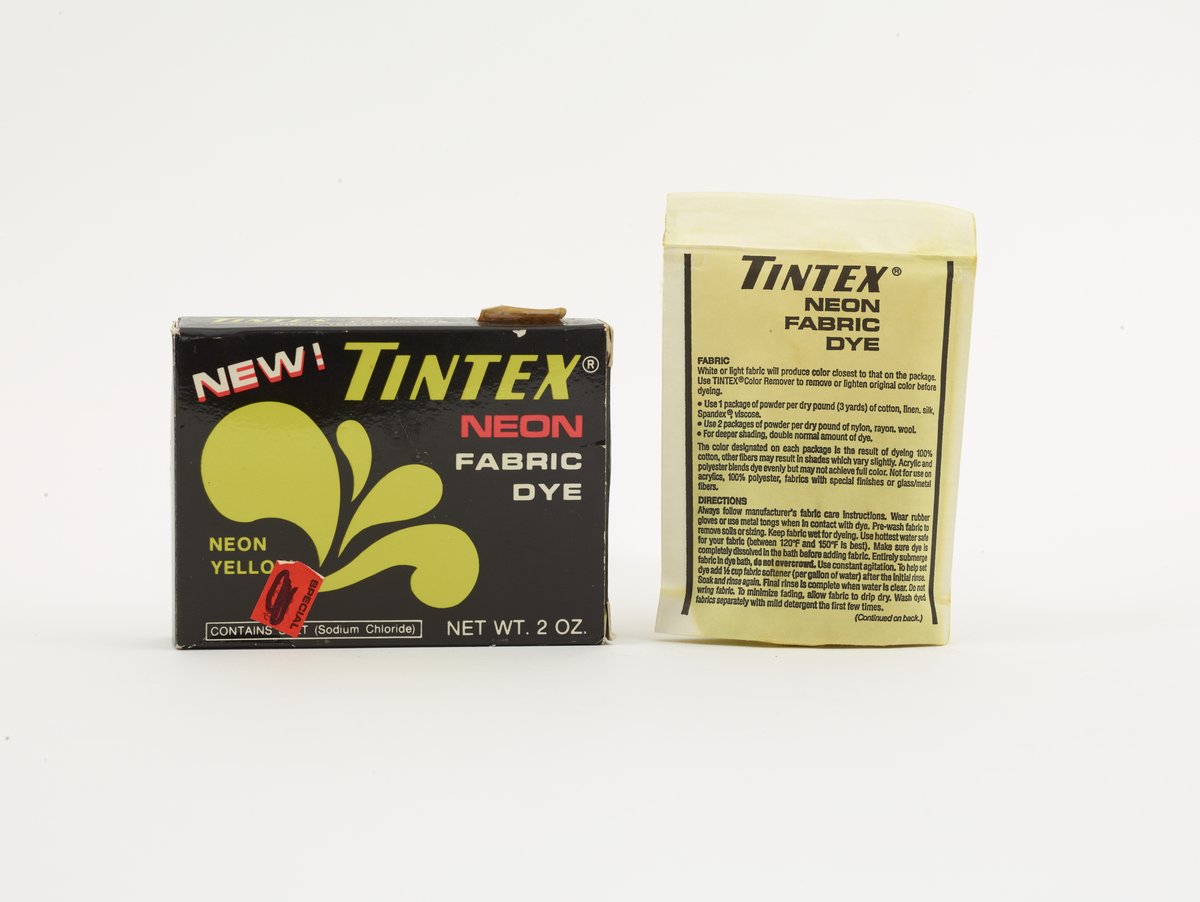 NEW! TINTEX®
NEON
FABRIC
DYE
NEON
SPECIAL
CONTAINS (Sodium Chloride)
NET WT. 2 OZ.
TINTEX®
NEON
FABRIC
DYE
FABRIC
White or light fabric will produce color closest to that on the package.
Use TINTEX® Color Remover to remove or lighten original color before
dyeing.
• Use 1 package of powder per dry pound (3 yards) of cotton, linen, silk,
Spandex® viscose.
• Use 2 packages of powder per dry pound of nylon, rayon, wool.
• For deeper shading, double normal amount of dye.
The color designated on each package is the result of dyeing 100%
cotton, other fibers may result in shades which vary slightly. Acrylic and
polyester blends dye evenly but may not achieve full color. Not for use on
acrylics, 100% polyester, fabrics with special finishes or glass/metal
fibers.
DIRECTIONS
Always follow manufacturer's fabric care instructions. Wear rubber
gloves or use metal tongs when in contact with dye. Pre-wash fabric to
remove soils or sizing. Keep fabric wet for dyeing. Use hottest water safe
for your fabric (between 120°F and 150°F is best). Make sure dye is
completely dissolved in the bath before adding fabric. Entirely submerge
fabric in dye bath, do not overcrowd. Use constant agitation. To help set
dye add ½ cup fabric softener (per gallon of water) after the initial rinse.
Soak and rinse again. Final rinse is complete when water is clear. Do not
wring fabric. To minimize fading, allow fabric to drip dry. Wash dyed
fabrics separately with mild detergent the first few times.
(Continued on back.)